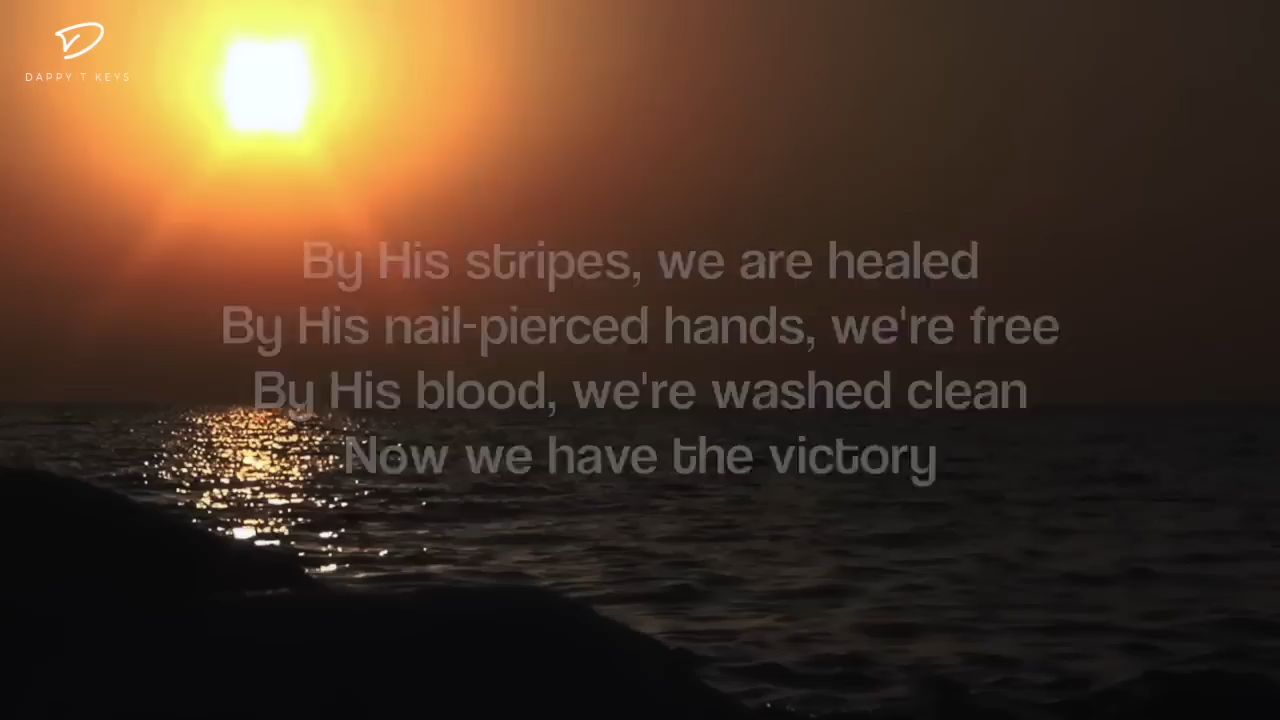 DAPPY T KEYS
By His stripes, we are healed
By His nail-pierced hands, we're free
By His blood, we're washed clean
Now we have the victory